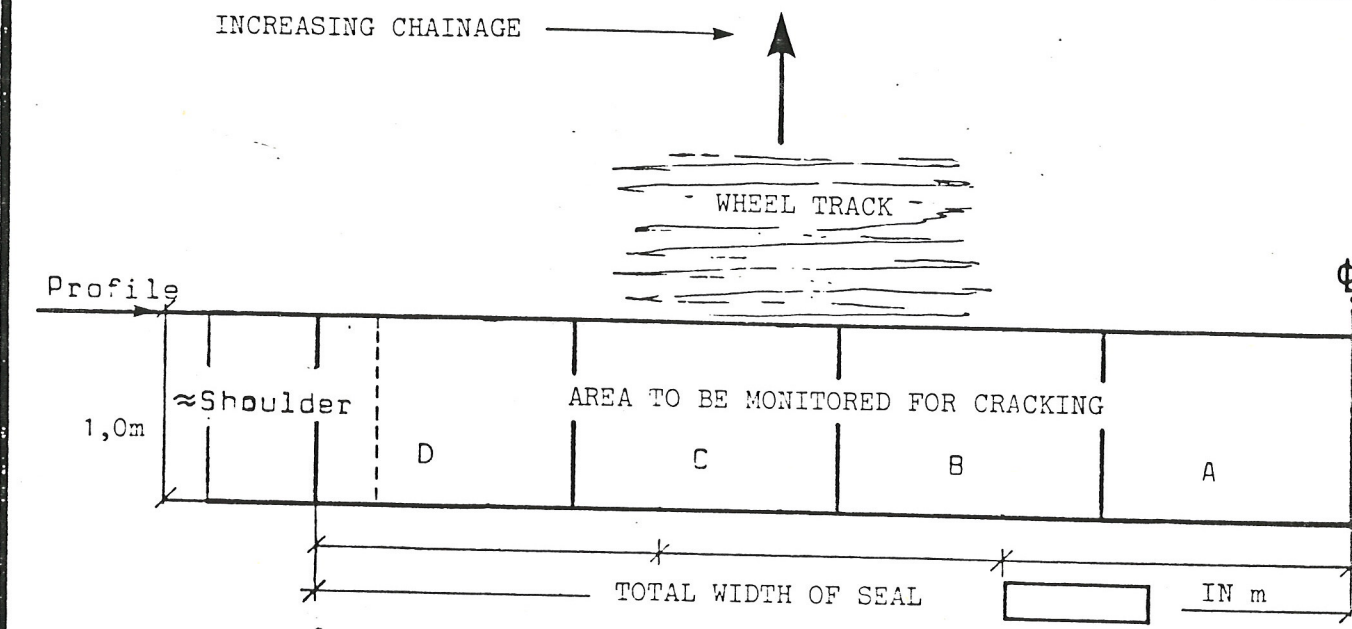 INCREASING CHAINAGE
WHEEL TRACK
Profile
℄
≈Shoulder
AREA TO BE MONITORED FOR CRACKING
1,0m
D C B A
TOTAL WIDTH OF SEAL IN m